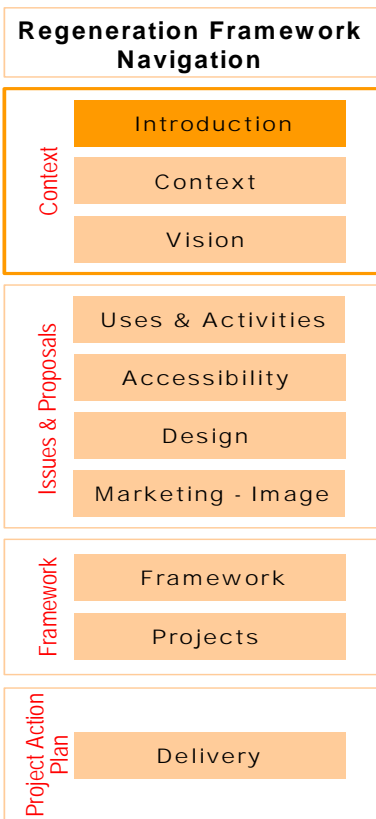 Regeneration Framework
Navigation
Context
Introduction
Context
Vision
Issues & Proposals
Uses & Activities
Accessibility
Design
Marketing - Image
Framework
Framework
Projects
Project Action
Plan
Delivery